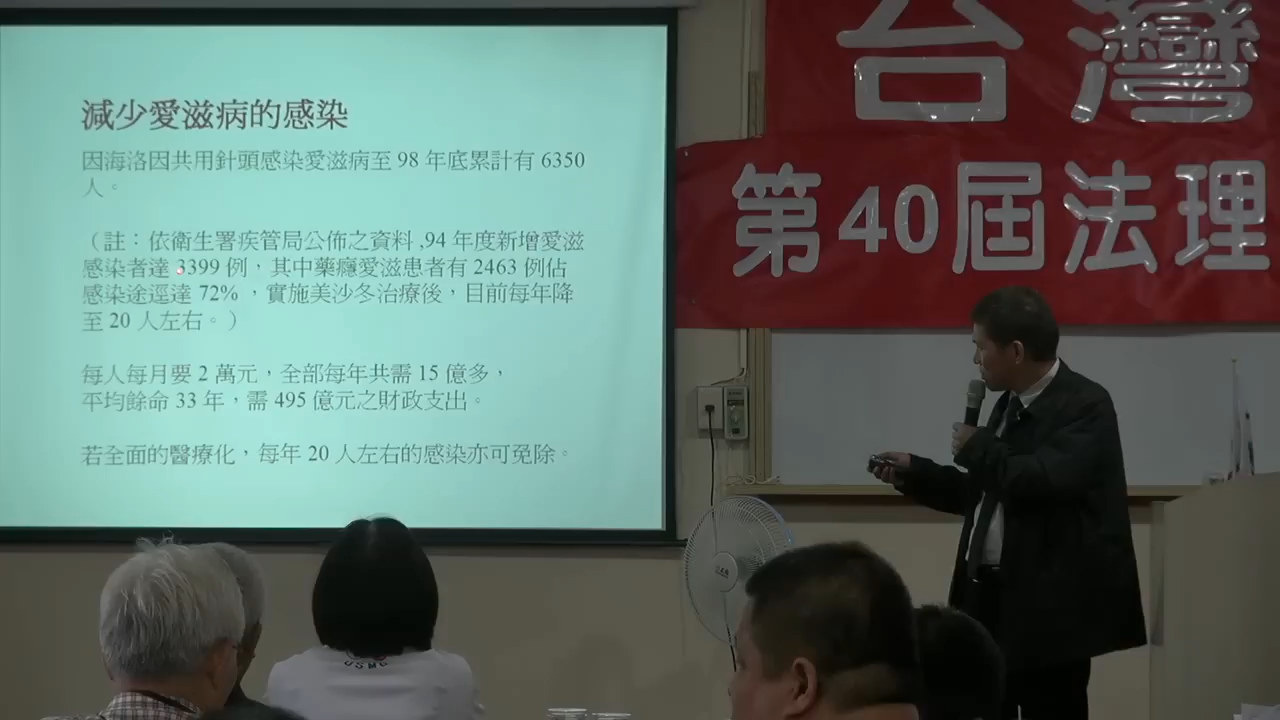 減少愛滋病的感染
因海洛因共用針頭感染愛滋病至 98 年底累計有 6350
人。
（註：依衛生署疾管局公佈之資料,94 年度新增愛滋
感染者達 3399 例，其中藥癮愛滋患者有 2463 例佔
感染途逕達 72% ，實施美沙冬治療後，目前每年降
至 20 人左右。）
每人每月要 2 萬元，全部每年共需 15 億多，
平均餘命 33 年，需 495 億元之財政支出。
若全面的醫療化，每年 20 人左右的感染亦可免除。
台灣
第40屆法理
USMC